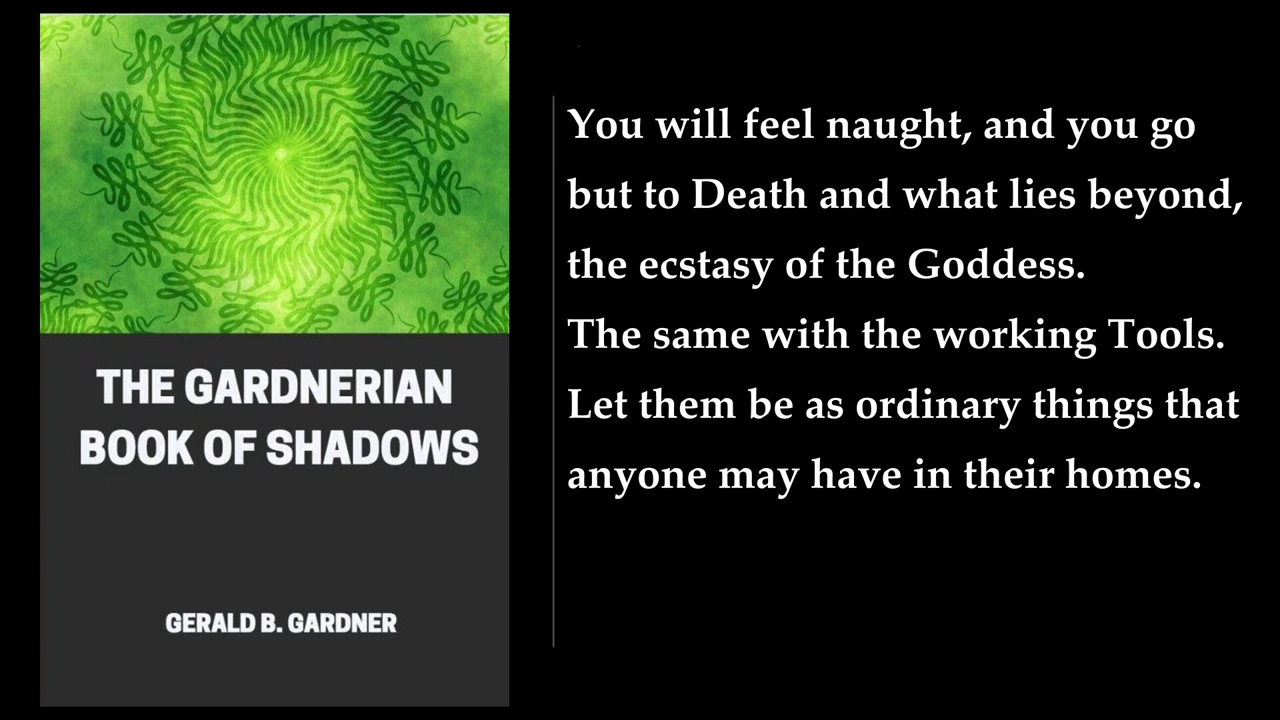 THE GARDNERIAN
BOOK OF SHADOWS
GERALD B. GARDNER
You will feel naught, and you go
but to Death and what lies beyond,
the ecstasy of the Goddess.
The same with the working Tools.
Let them be as ordinary things that
anyone may have in their homes.